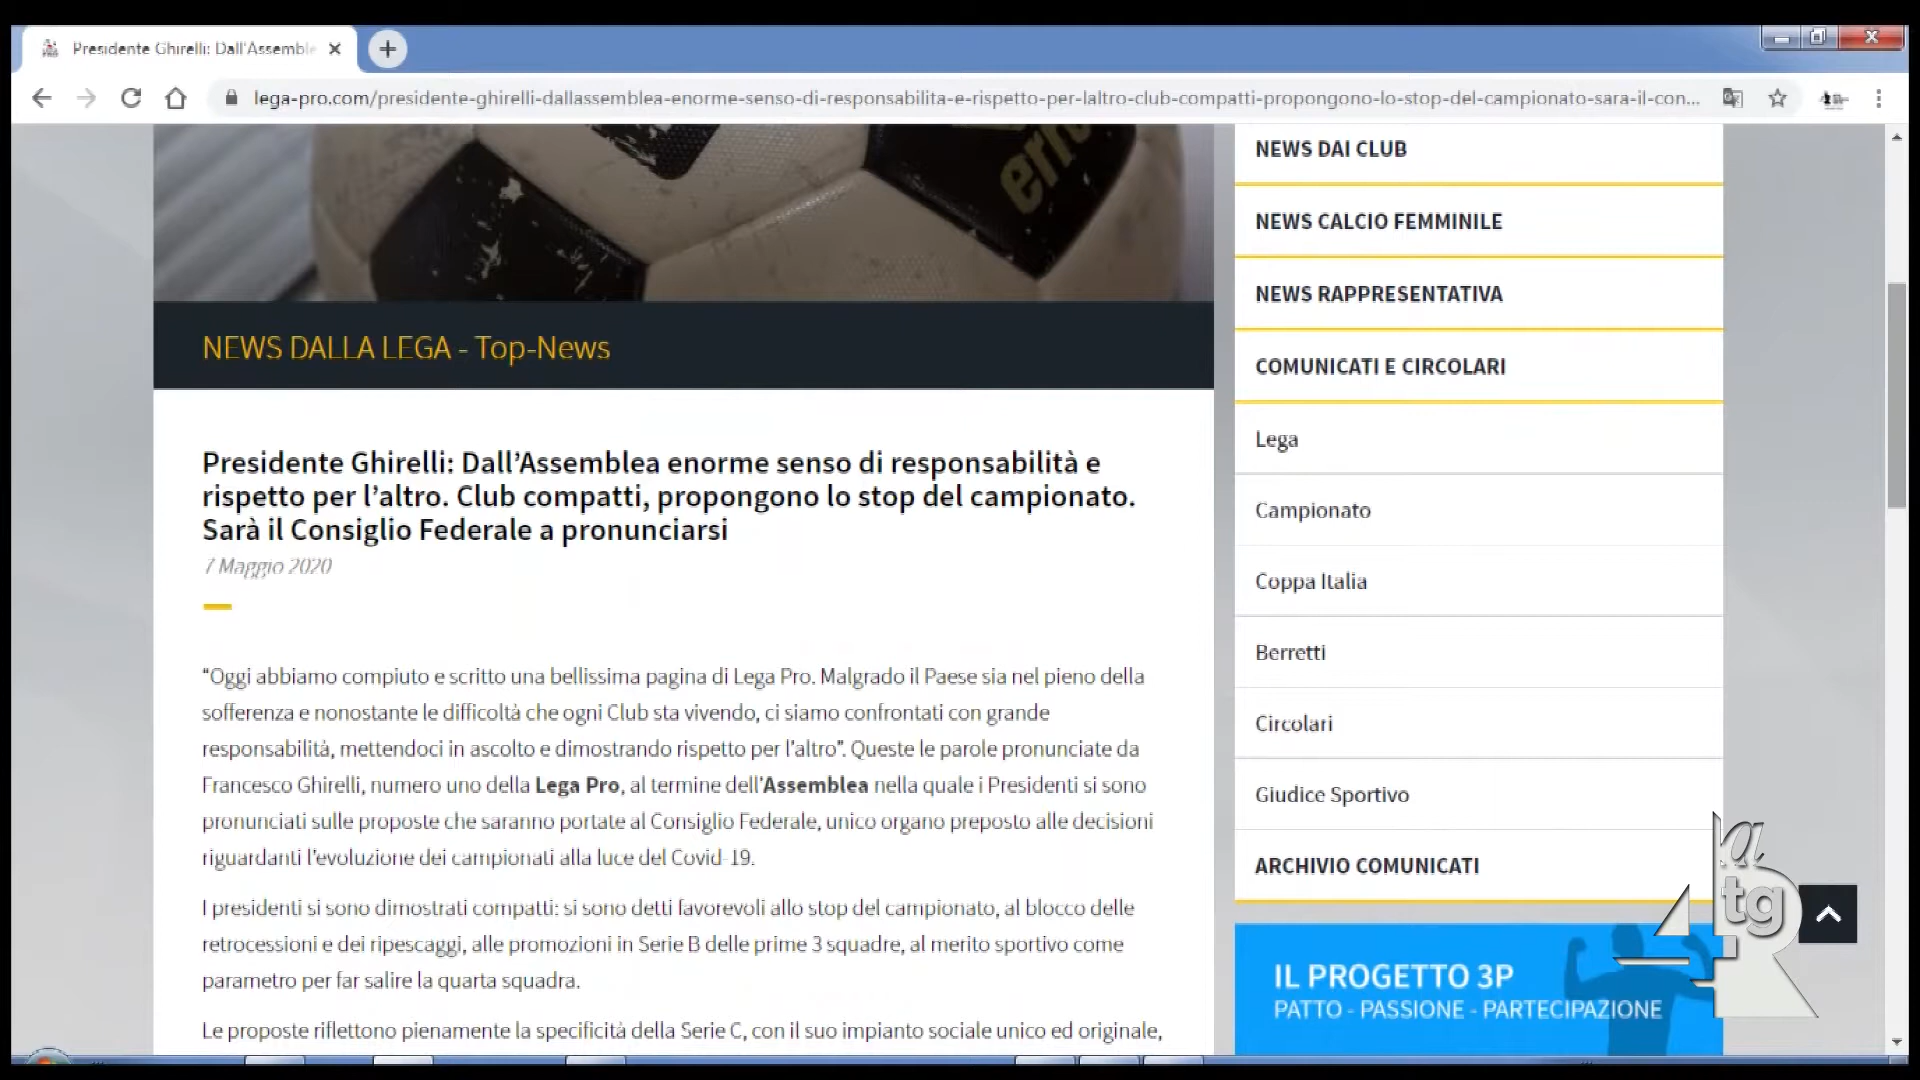 Presidente Ghirelli: Dall'Assemble
lega-pro.com/presidente-ghirelli-dallassemblea-enorme-senso-di-responsabilita-e-rispetto-per-laltro-club-compatti-propongono-lo-stop-del-campionato-sara-il-con...
NEWS DALLA LEGA - Top-News
Presidente Ghirelli: Dall’Assemblea enorme senso di responsabilità e
rispetto per l’altro. Club compatti, propongono lo stop del campionato.
Sarà il Consiglio Federale a pronunciarsi
7 Maggio 2020
“Oggi abbiamo compiuto e scritto una bellissima pagina di Lega Pro. Malgrado il Paese sia nel pieno della
sofferenza e nonostante le difficoltà che ogni Club sta vivendo, ci siamo confrontati con grande
responsabilità, mettendoci in ascolto e dimostrando rispetto per l’altro”. Queste le parole pronunciate da
Francesco Ghirelli, numero uno della Lega Pro, al termine dell’Assemblea nella quale i Presidenti si sono
pronunciati sulle proposte che saranno portate al Consiglio Federale, unico organo preposto alle decisioni
riguardanti l’evoluzione dei campionati alla luce del Covid-19.
I presidenti si sono dimostrati compatti: si sono detti favorevoli allo stop del campionato, al blocco delle
retrocessioni e dei ripescaggi, alle promozioni in Serie B delle prime 3 squadre, al merito sportivo come
parametro per far salire la quarta squadra.
Le proposte riflettono pienamente la specificità della Serie C, con il suo impianto sociale unico ed originale,
NEWS DAI CLUB
NEWS CALCIO FEMMINILE
NEWS RAPPRESENTATIVA
COMUNICATI E CIRCOLARI
Lega
Campionato
Coppa Italia
Berretti
Circolari
Giudice Sportivo
ARCHIVIO COMUNICATI
IL PROGETTO 3P
PATTO - PASSIONE - PARTECIPAZIONE
la
tg
4
R